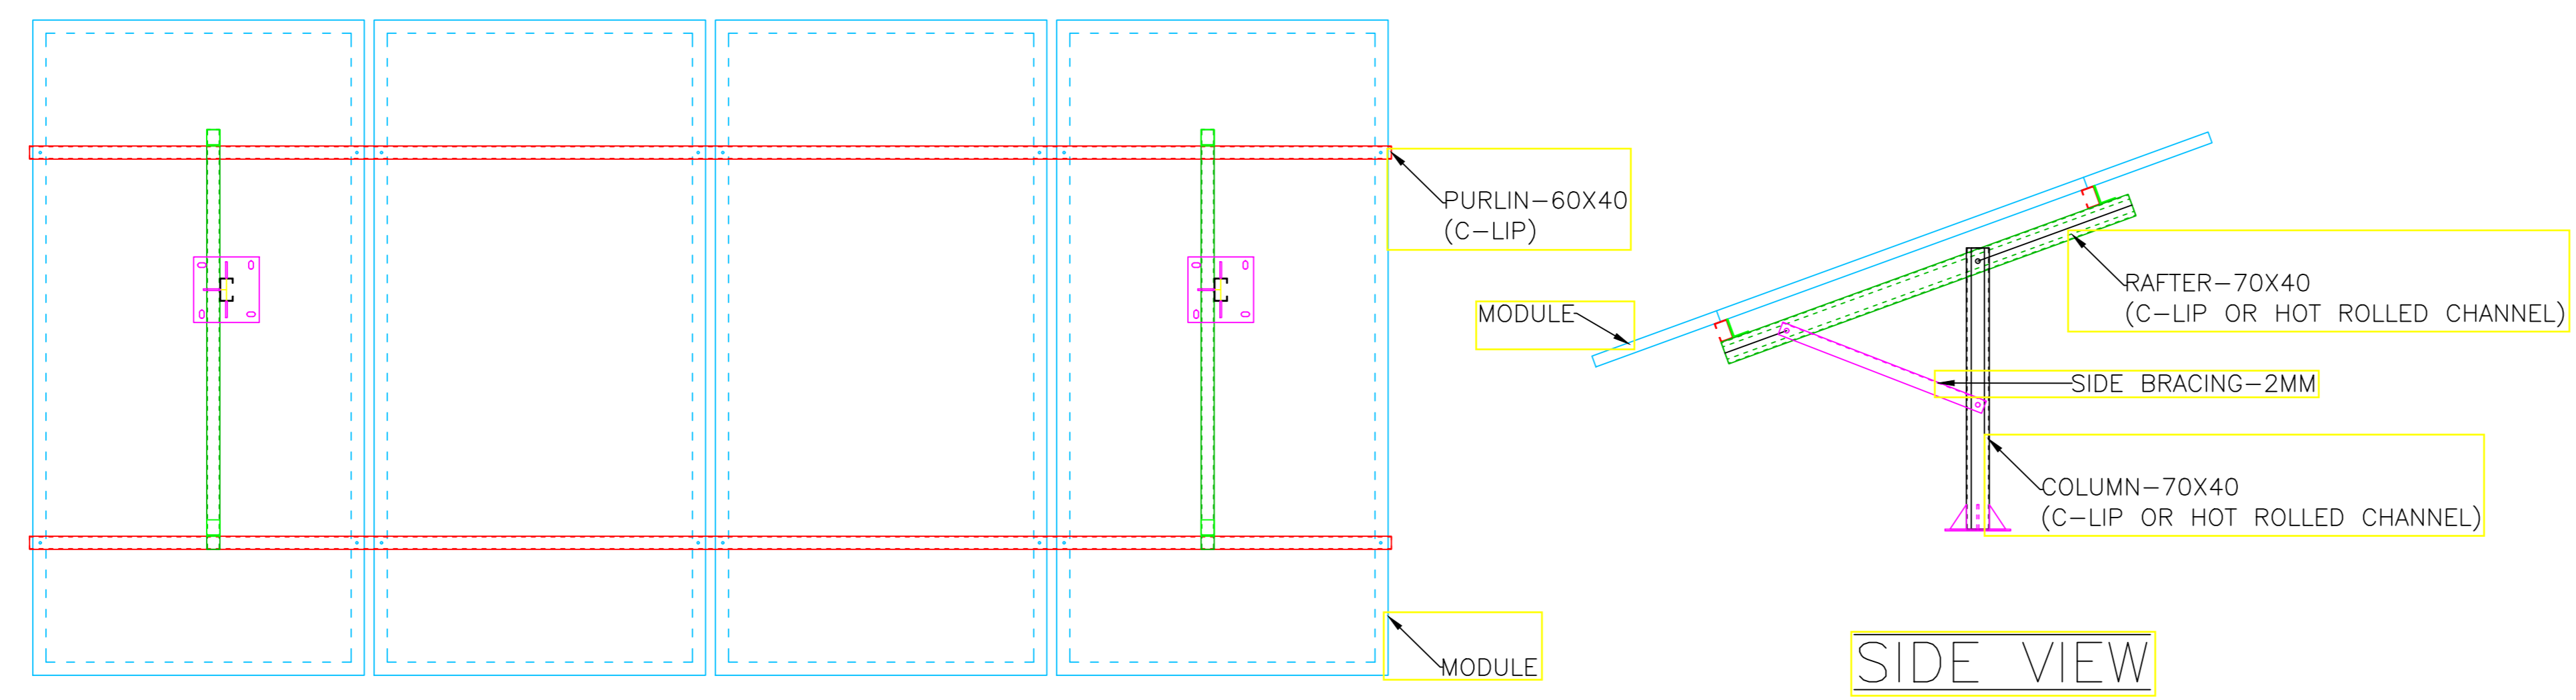 PURLIN-60X40
(C-LIP)
MODULE
MODULE
RAFTER-70X40
(C-LIP OR HOT ROLLED CHANNEL)
SIDE BRACING-2MM
COLUMN-70X40
(C-LIP OR HOT ROLLED CHANNEL)
SIDE VIEW